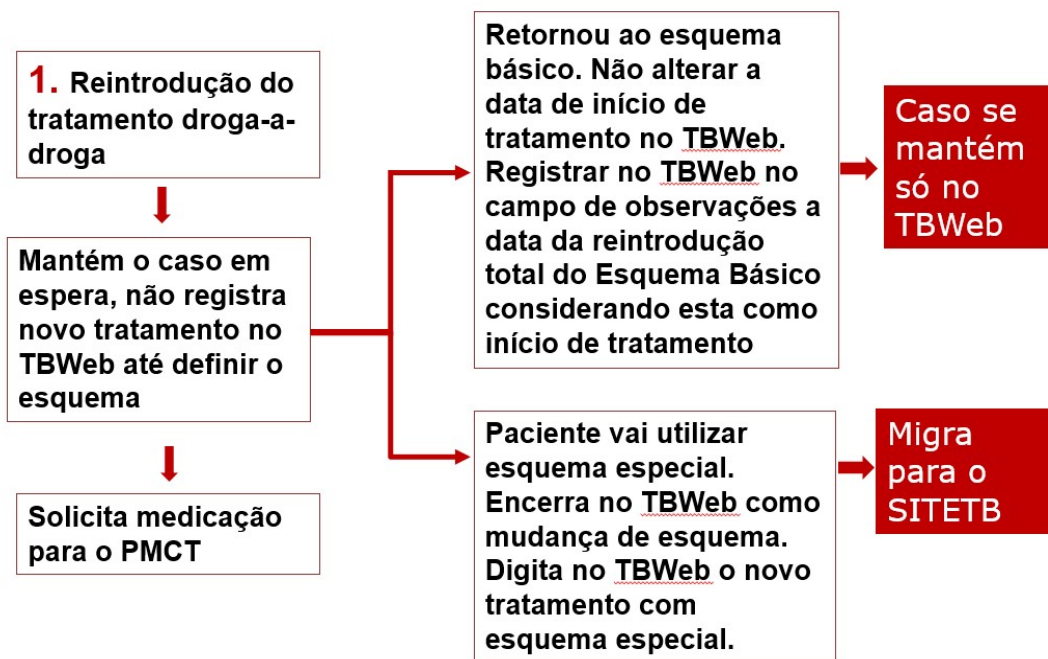 1. Reintrodução do
tratamento droga-a-
droga
Mantém o caso em
espera, não registra
novo tratamento no
TBWeb até definir o
esquema
Solicita medicação
para o PMCT
Retornou ao esquema
básico. Não alterar a
data de início de
tratamento no TBWeb.
Registrar no TBWeb no
campo de observações a
data da reintrodução
total do Esquema Básico
considerando esta como
início de tratamento
Caso se
mantém
só no
TBWeb
Paciente vai utilizar
esquema especial.
Encerra no TBWeb como
mudança de esquema.
Digita no TBWeb o novo
tratamento com
esquema especial.
Migra
para o
SITETB